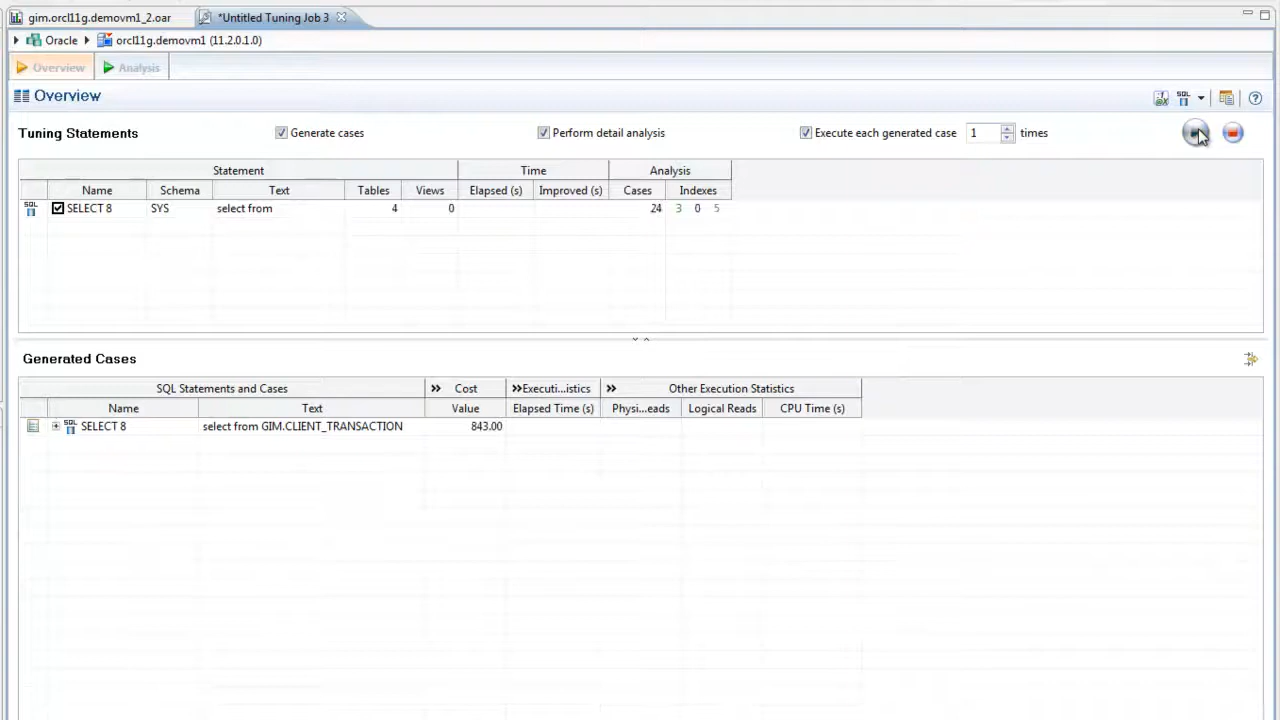 gim.orcl11g.demovm1_2.oar *Untitled Tuning Job 3
Oracle orcl11g.demovm1 (11.2.0.1.0)
Overview Analysis
Overview
Tuning Statements Generate cases Perform detail analysis Execute each generated case 1 times
Statement Time Analysis
Name Schema Text Tables Views Elapsed (s) Improved (s) Cases Indexes
SELECT 8 SYS select from 4 0 24 3 0 5
Generated Cases
SQL Statements and Cases Cost Executi...istics Other Execution Statistics
Name Text Value Elapsed Time (s) Physi...eads Logical Reads CPU Time (s)
SELECT 8 select from GIM.CLIENT_TRANSACTION 843.00